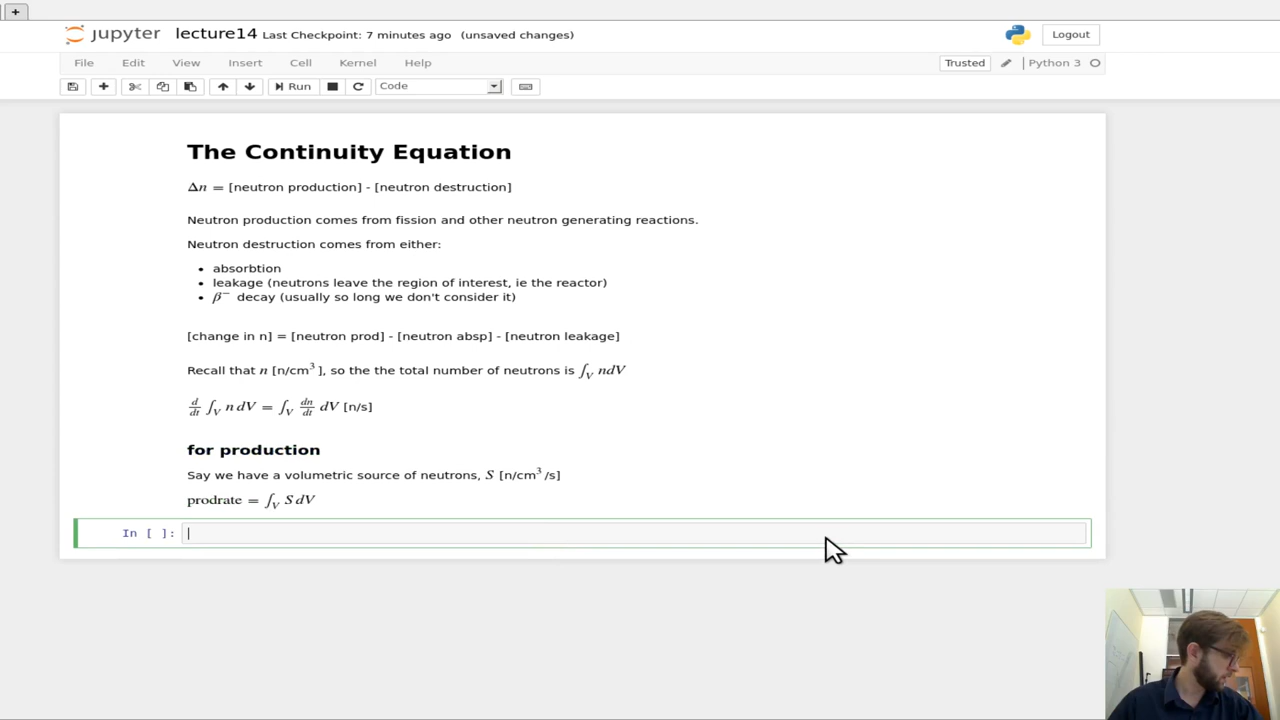 +
jupyter lecture14 Last Checkpoint: 7 minutes ago (unsaved changes) Logout
File Edit View Insert Cell Kernel Help Trusted Python 3
Run Code
The Continuity Equation
Δn = [neutron production] - [neutron destruction]
Neutron production comes from fission and other neutron generating reactions.
Neutron destruction comes from either:
• absorbtion
• leakage (neutrons leave the region of interest, ie the reactor)
• β⁻ decay (usually so long we don't consider it)
[change in n] = [neutron prod] - [neutron absp] - [neutron leakage]
Recall that n [n/cm³ ], so the the total number of neutrons is ∫_V ndV
d/dt ∫_V n dV = ∫_V dn/dt dV [n/s]
for production
Say we have a volumetric source of neutrons, S [n/cm³ /s]
prodrate = ∫_V S dV
In [ ]: